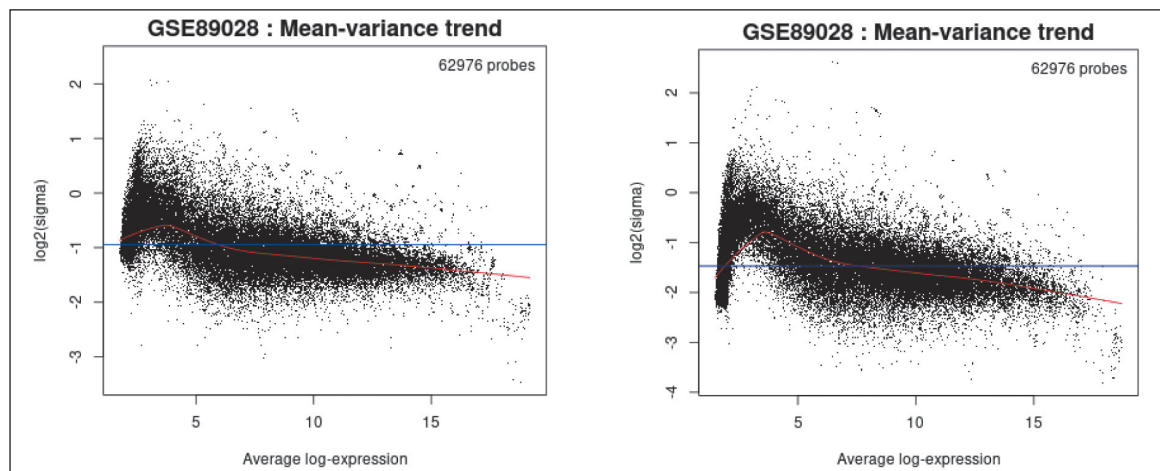 GSE89028 : Mean-variance trend
62976 probes
log2(sigma)
2
1
0
-1
-2
-3
5
10
15
Average log-expression
GSE89028 : Mean-variance trend
62976 probes
log2(sigma)
2
1
0
-1
-2
-3
-4
5
10
15
Average log-expression